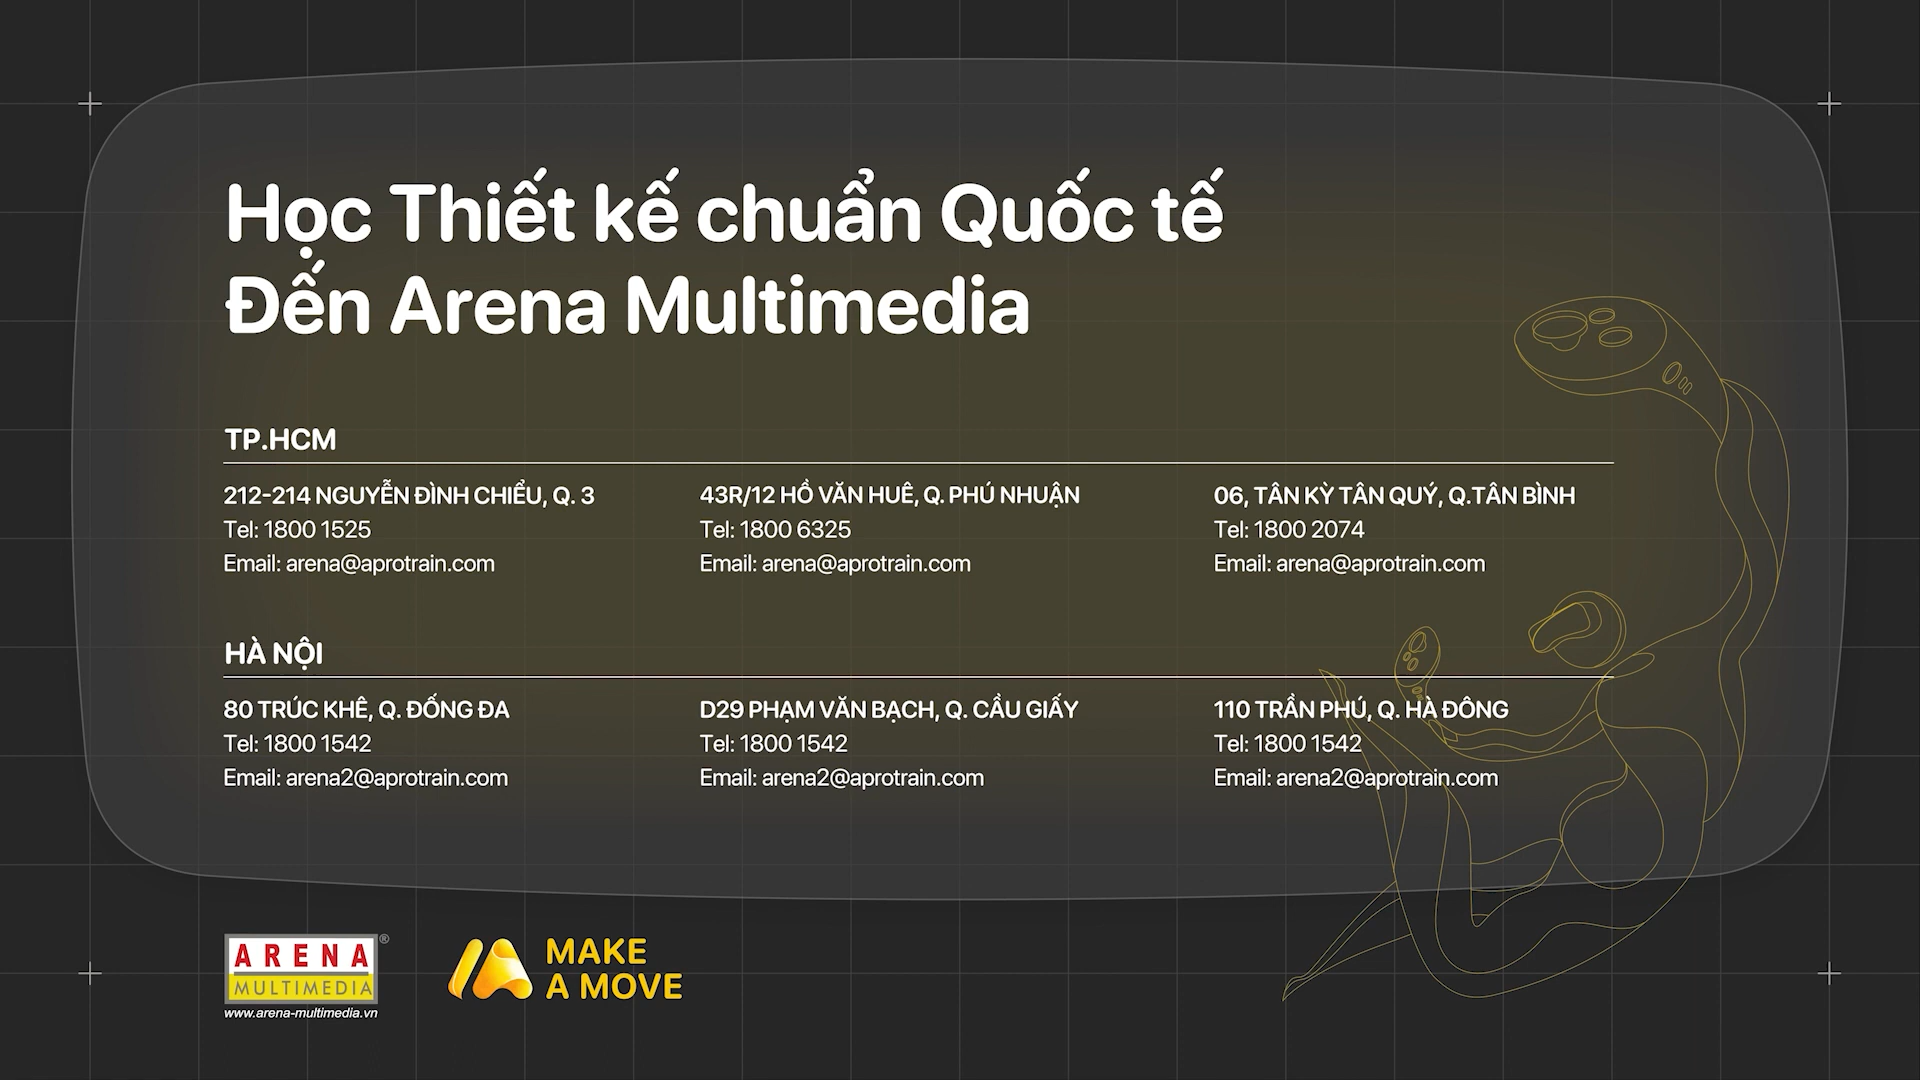 Học Thiết kế chuẩn Quốc tế
Đến Arena Multimedia
TP.HCM
212-214 NGUYỄN ĐÌNH CHIỂU, Q. 3
Tel: 1800 1525
Email: arena@aprotrain.com
43R/12 HỒ VĂN HUÊ, Q. PHÚ NHUẬN
Tel: 1800 6325
Email: arena@aprotrain.com
06, TÂN KỲ TÂN QUÝ, Q.TÂN BÌNH
Tel: 1800 2074
Email: arena@aprotrain.com
HÀ NỘI
80 TRÚC KHÊ, Q. ĐỐNG ĐA
Tel: 1800 1542
Email: arena2@aprotrain.com
D29 PHẠM VĂN BẠCH, Q. CẦU GIẤY
Tel: 1800 1542
Email: arena2@aprotrain.com
110 TRẦN PHÚ, Q. HÀ ĐÔNG
Tel: 1800 1542
Email: arena2@aprotrain.com
ARENA ®
MULTIMEDIA
www.arena-multimedia.vn
MAKE
A MOVE